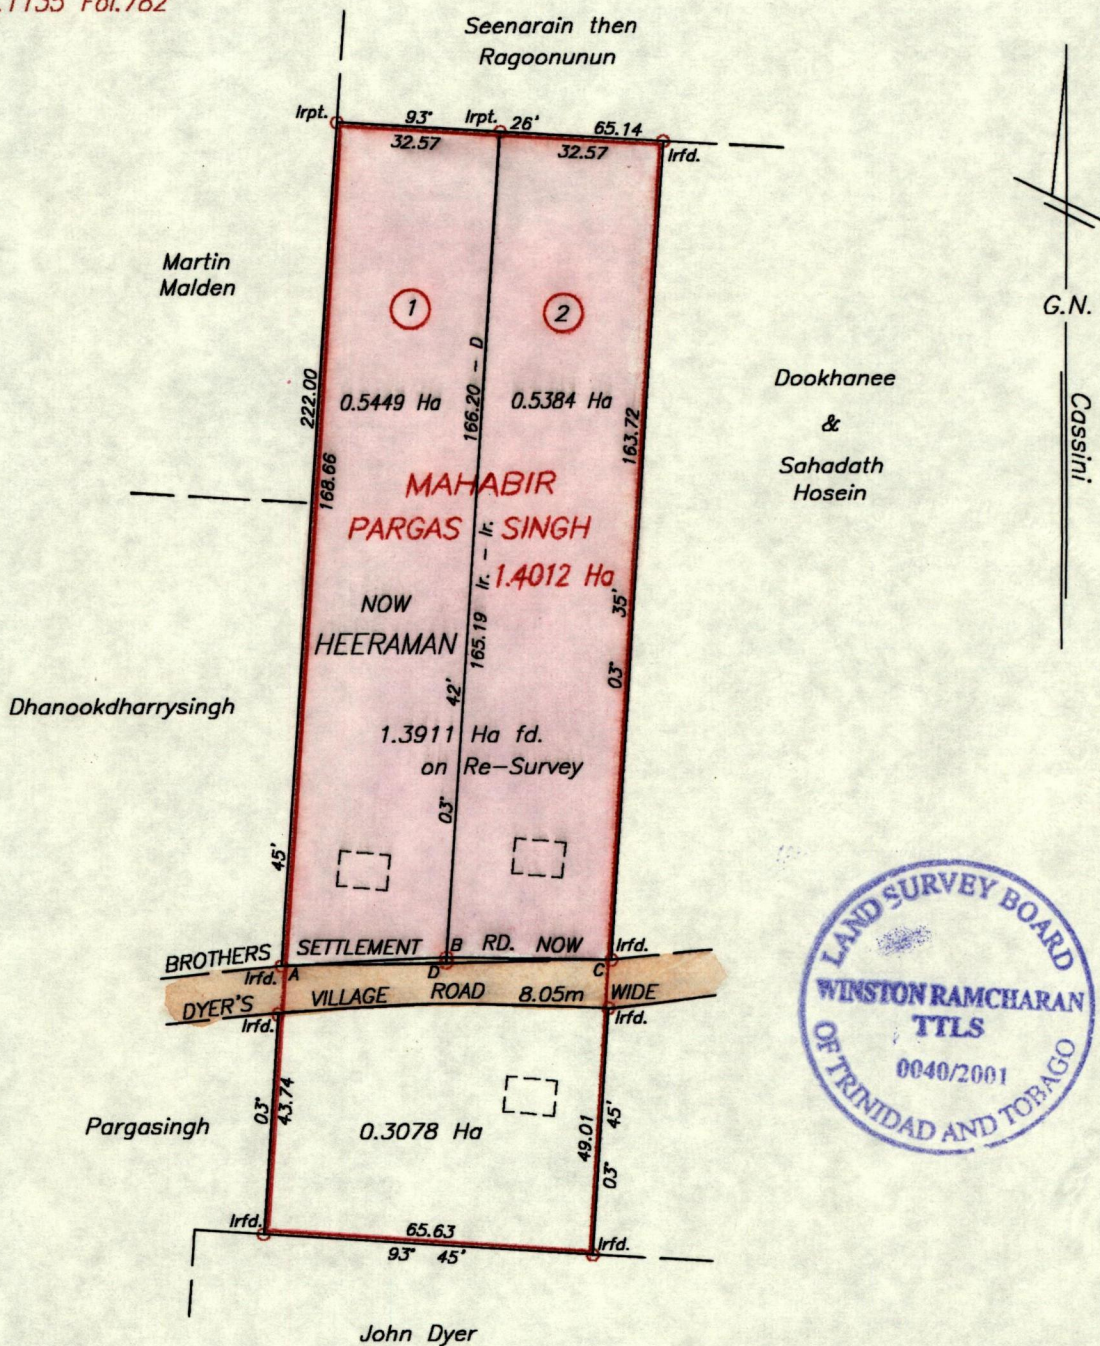 Fol.762
Seenarain then
Ragoonunun
Irpt. 93° Irpt. 26' 65.14
32.57 32.57 Irfd.
Martin
Malden
1 2
G.N.
Cassini
Dookhanee
&
Sahadath
Hosein
222.00
168.66
0.5449 Ha
166.20 - D
0.5384 Ha
163.72
MAHABIR
PARGAS SINGH
1.4012 Ha
Ir. - Ir.
165.19
NOW
HEERAMAN
35'
03°
42'
03°
Dhanookdharrysingh
1.3911 Ha fd.
on Re-Survey
45'
BROTHERS SETTLEMENT B RD. NOW Irfd.
Irfd. A D C
DYER'S VILLAGE ROAD 8.05m WIDE
Irfd. Irfd.
03°
43.74
Pargasingh
0.3078 Ha
49.01
45'
03°
Irfd. 65.63 Irfd.
93° 45'
John Dyer
LAND SURVEY BOARD
WINSTON RAMCHARAN
TTLS
0040/2001
OF TRINIDAD AND TOBAGO